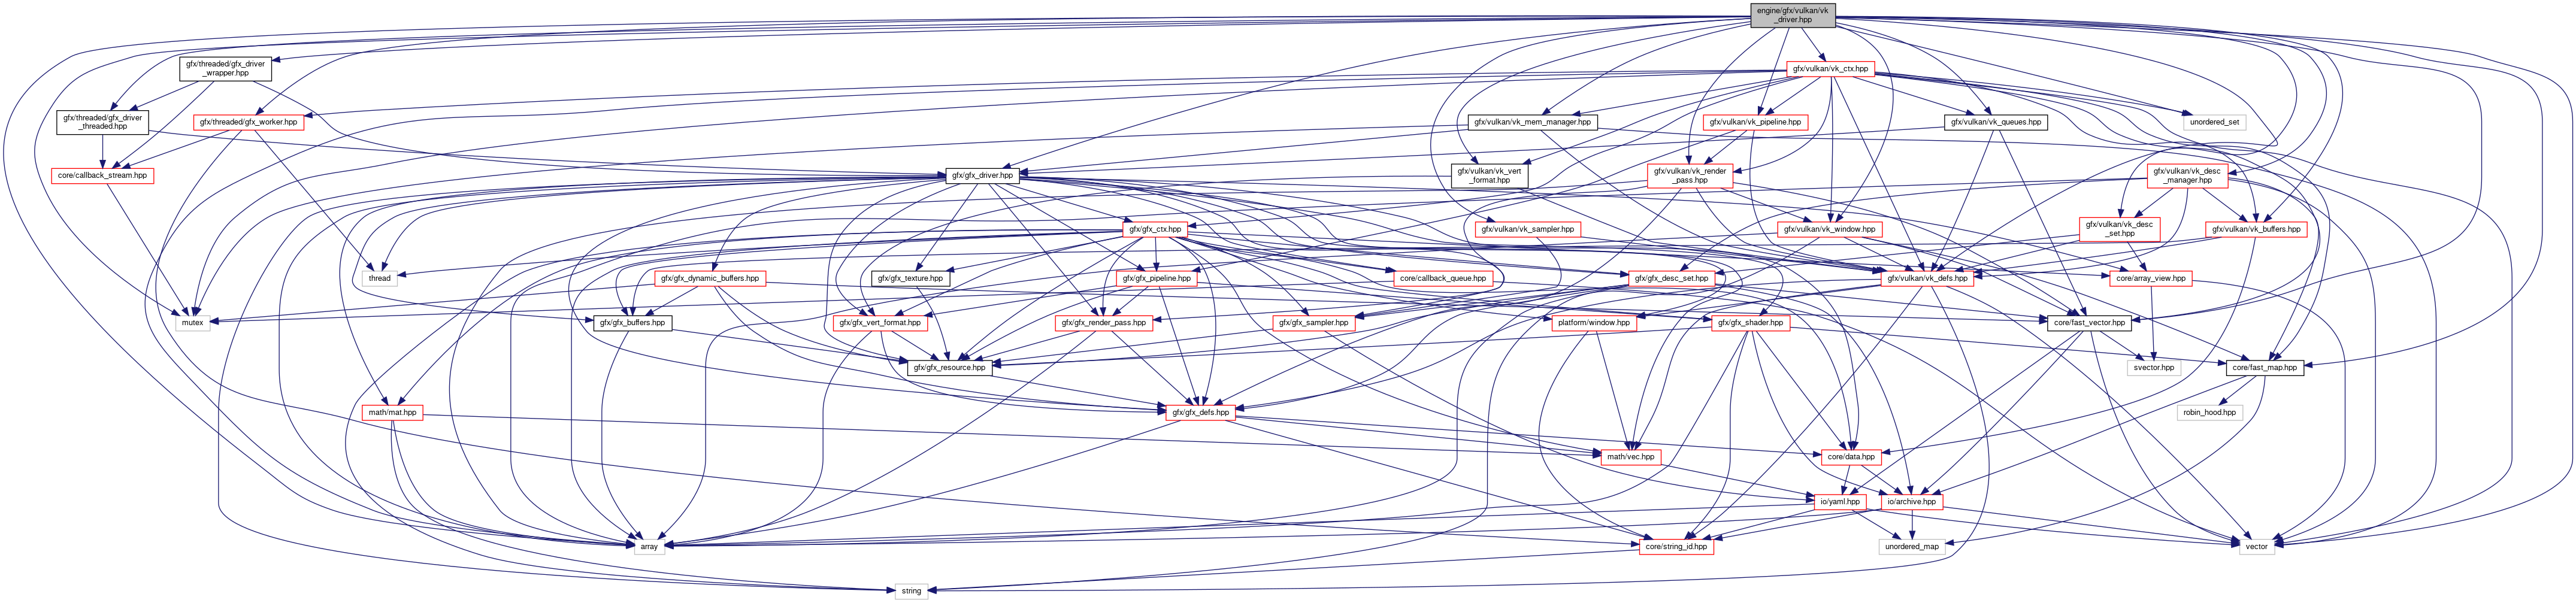 engine/gfx/vulkan/vk
_driver.hpp
gfx/threaded/gfx_driver
_wrapper.hpp
gfx/vulkan/vk_ctx.hpp
gfx/threaded/gfx_driver
_threaded.hpp
gfx/threaded/gfx_worker.hpp
gfx/vulkan/vk_mem_manager.hpp
gfx/vulkan/vk_pipeline.hpp
gfx/vulkan/vk_queues.hpp
unordered_set
core/callback_stream.hpp
gfx/gfx_driver.hpp
gfx/vulkan/vk_vert
_format.hpp
gfx/vulkan/vk_render
_pass.hpp
gfx/vulkan/vk_desc
_manager.hpp
gfx/gfx_ctx.hpp
gfx/vulkan/vk_sampler.hpp
gfx/vulkan/vk_window.hpp
gfx/vulkan/vk_desc
_set.hpp
gfx/vulkan/vk_buffers.hpp
thread
gfx/gfx_dynamic_buffers.hpp
gfx/gfx_texture.hpp
gfx/gfx_pipeline.hpp
core/callback_queue.hpp
gfx/gfx_desc_set.hpp
gfx/vulkan/vk_defs.hpp
core/array_view.hpp
mutex
gfx/gfx_buffers.hpp
gfx/gfx_vert_format.hpp
gfx/gfx_render_pass.hpp
gfx/gfx_sampler.hpp
platform/window.hpp
gfx/gfx_shader.hpp
core/fast_vector.hpp
gfx/gfx_resource.hpp
svector.hpp
core/fast_map.hpp
math/mat.hpp
gfx/gfx_defs.hpp
robin_hood.hpp
math/vec.hpp
core/data.hpp
io/yaml.hpp
io/archive.hpp
array
core/string_id.hpp
unordered_map
vector
string